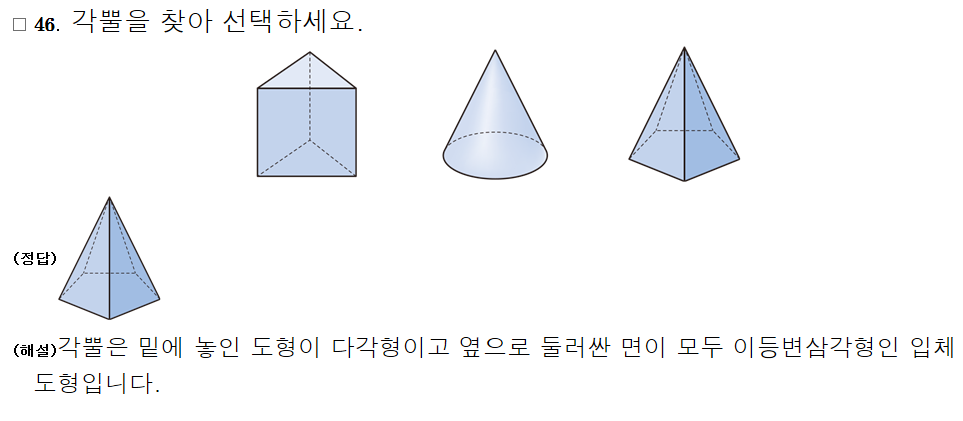 □ 46. 각뿔을 찾아 선택하세요.
(정답)
(해설)각뿔은 밑에 놓인 도형이 다각형이고 옆으로 둘러싼 면이 모두 이등변삼각형인 입체
도형입니다.